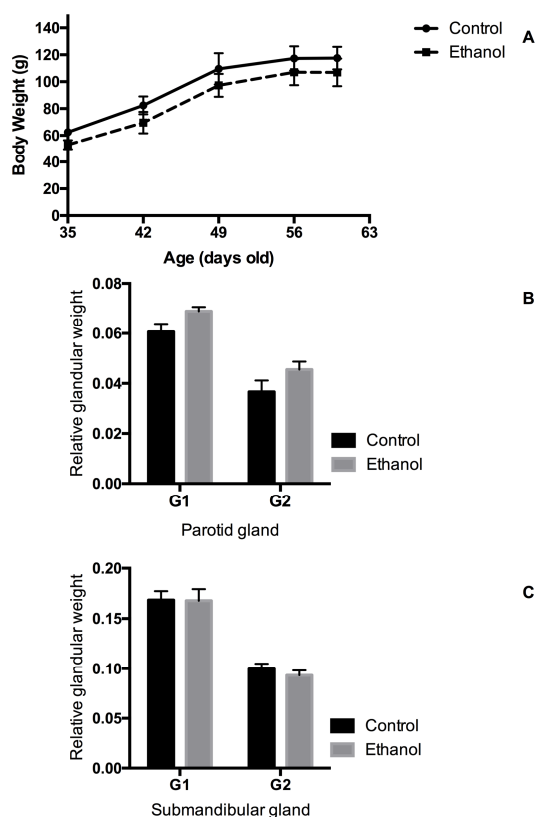 140
120
100
80
60
40
20
0
Body Weight (g)
35 42 49 56 63
Age (days old)
Control
Ethanol
A
0.08
0.06
0.04
0.02
0.00
Relative glandular weight
G1 G2
Parotid gland
Control
Ethanol
B
0.20
0.15
0.10
0.05
0.00
Relative glandular weight
G1 G2
Submandibular gland
Control
Ethanol
C